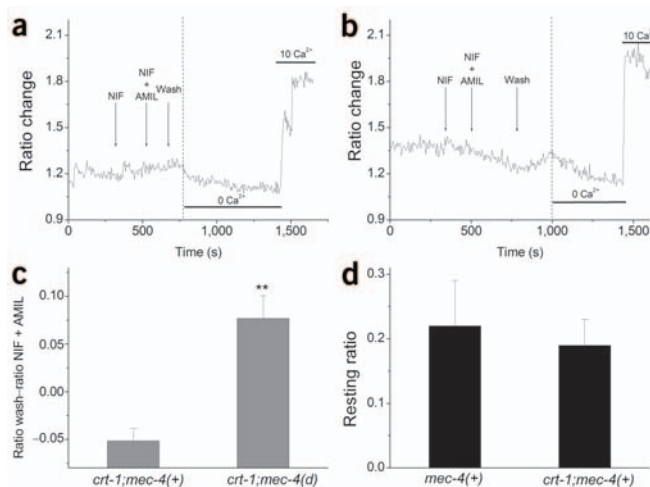 a
b
2.1
1.8
1.5
1.2
0.9
Ratio change
NIF
NIF
+
AMIL
Wash
10 Ca²⁺
0 Ca²⁺
0
500
1,000
1,500
Time (s)
2.1
1.8
1.5
1.2
0.9
Ratio change
NIF
NIF
+
AMIL
Wash
10 Ca²⁺
0 Ca²⁺
0
500
1,000
1,500
Time (s)
c
d
0.10
0.05
0.00
−0.05
Ratio wash–ratio NIF + AMIL
**
crt-1;mec-4(+)
crt-1;mec-4(d)
0.3
0.2
0.1
0.0
Resting ratio
mec-4(+)
crt-1;mec-4(+)